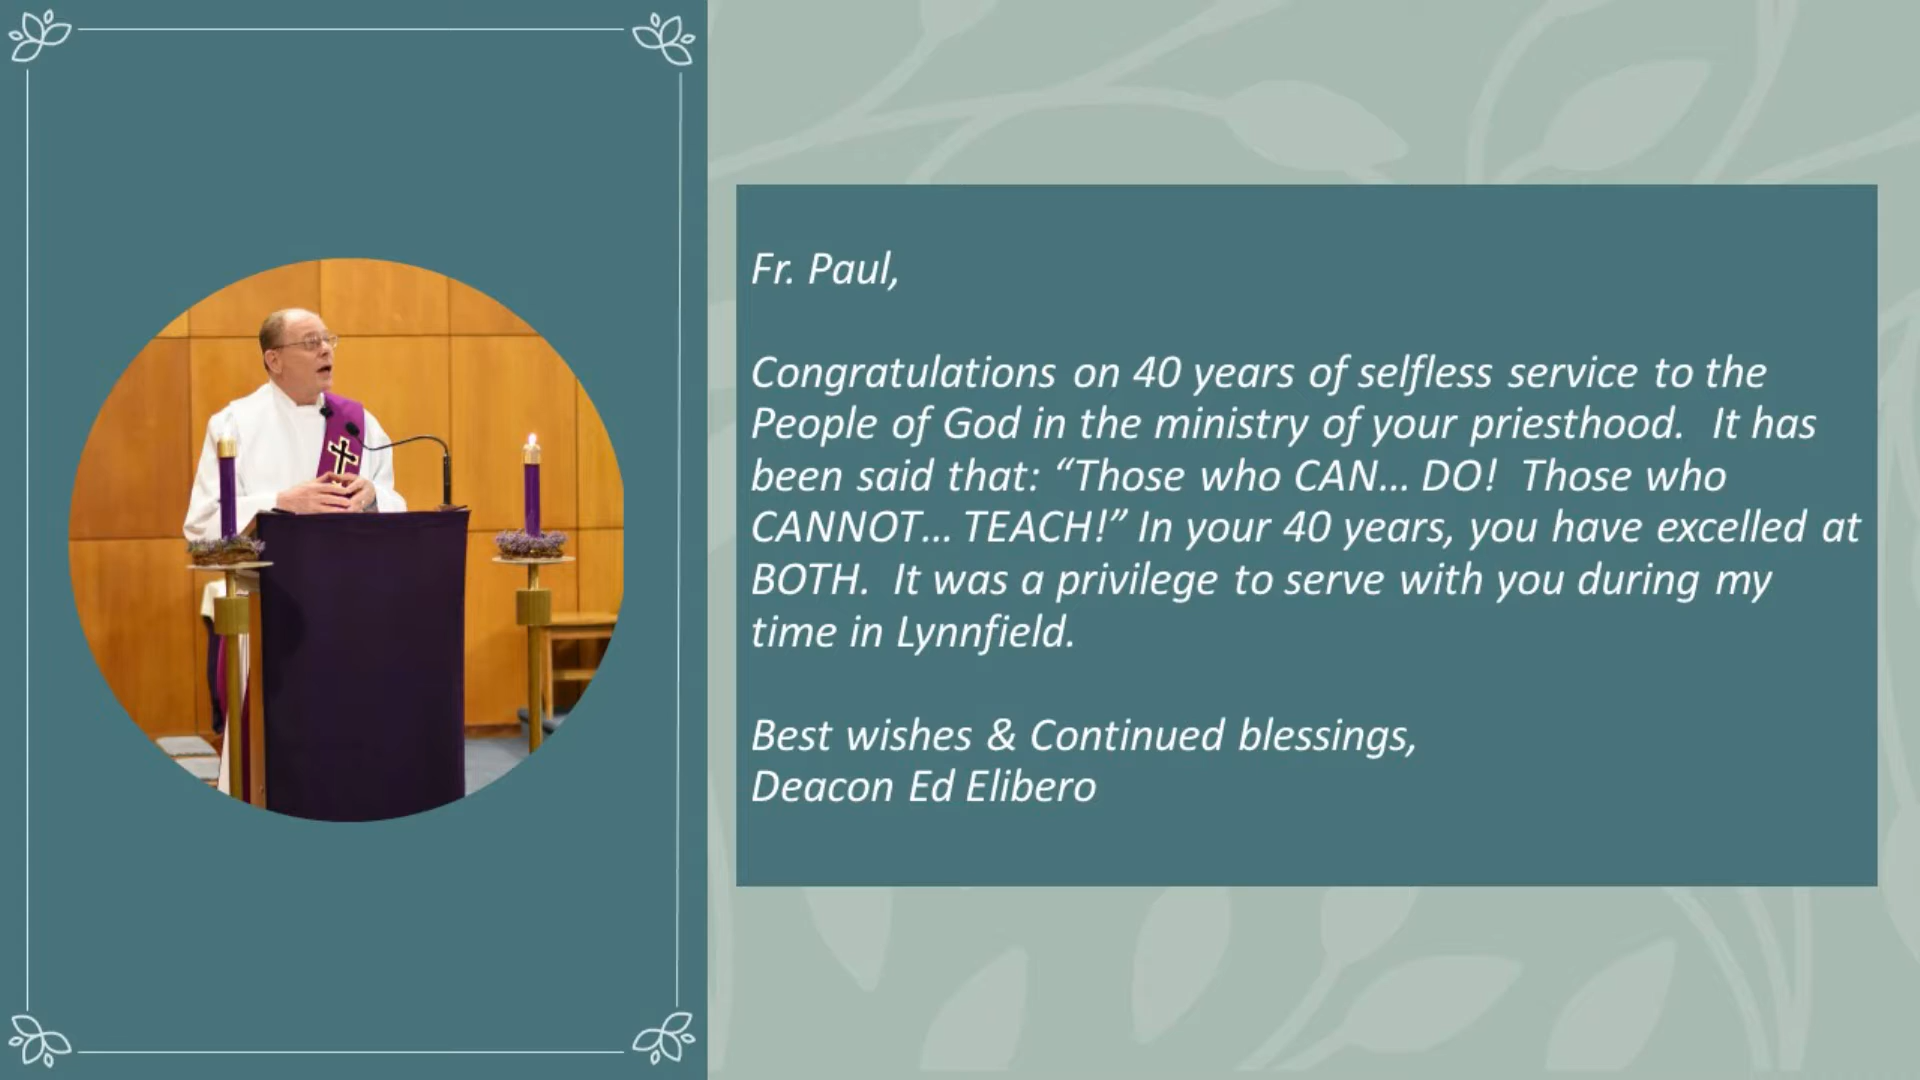 Fr. Paul,
Congratulations on 40 years of selfless service to the
People of God in the ministry of your priesthood.  It has
been said that: “Those who CAN... DO!  Those who
CANNOT... TEACH!” In your 40 years, you have excelled at
BOTH.  It was a privilege to serve with you during my
time in Lynnfield.
Best wishes & Continued blessings,
Deacon Ed Elibero